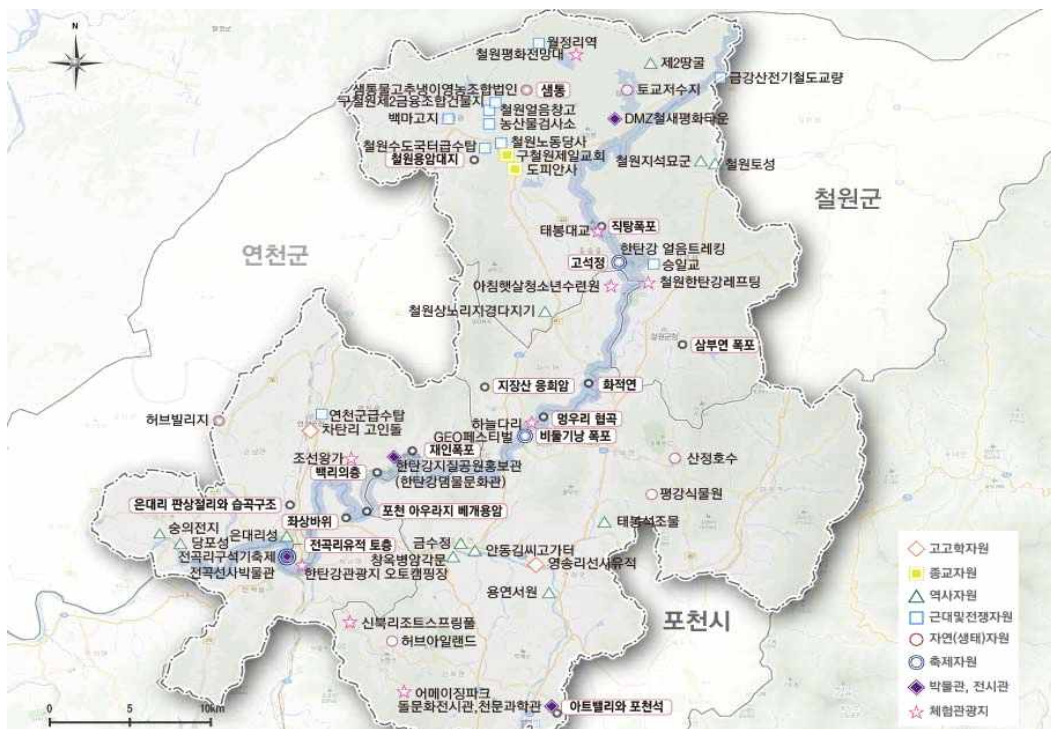 N
월정리역
철원평화전망대
제2땅굴
금강산전기철도교량
샘통물고추냉이영농조합법인
샘통
토교저수지
구철원제2금융조합건물지
철원얼음창고
백마고지
농산물검사소
DMZ철새평화타운
철원노동당사
철원수도국터급수탑
구철원제일교회
철원용암대지
도피안사
철원지석묘군
철원토성
철원군
직탕폭포
태봉대교
연천군
한탄강 얼음트레킹
고석정
승일교
아침햇살청소년수련원
철원한탄강레프팅
철원상노리지경다지기
삼부연 폭포
지장산 응회암
화적연
허브빌리지
연천군급수탑
차탄리 고인돌
하늘다리
멍우리 협곡
GEO페스티벌
비둘기낭 폭포
재인폭포
조선왕가
한탄강지질공원홍보관
(한탄강댐물문화관)
백리의층
산정호수
평강식물원
은대리 판상절리와 습곡구조
포천 아우라지 베개용암
좌상바위
태봉석조물
숭의전지
당포성
은대리성
전곡리유적 토층
금수정
안동김씨고가터
전곡리구석기축제
전곡선사박물관
창옥병암각문
한탄강관광지 오토캠핑장
영송리선사유적
용연서원
포천시
신북리조트스프링풀
허브아일랜드
어메이징파크
돌문화전시관,천문과학관
아트밸리와 포천석
고고학자원
종교자원
역사자원
근대및전쟁자원
자연(생태)자원
축제자원
박물관, 전시관
체험관광지
0 5 10km